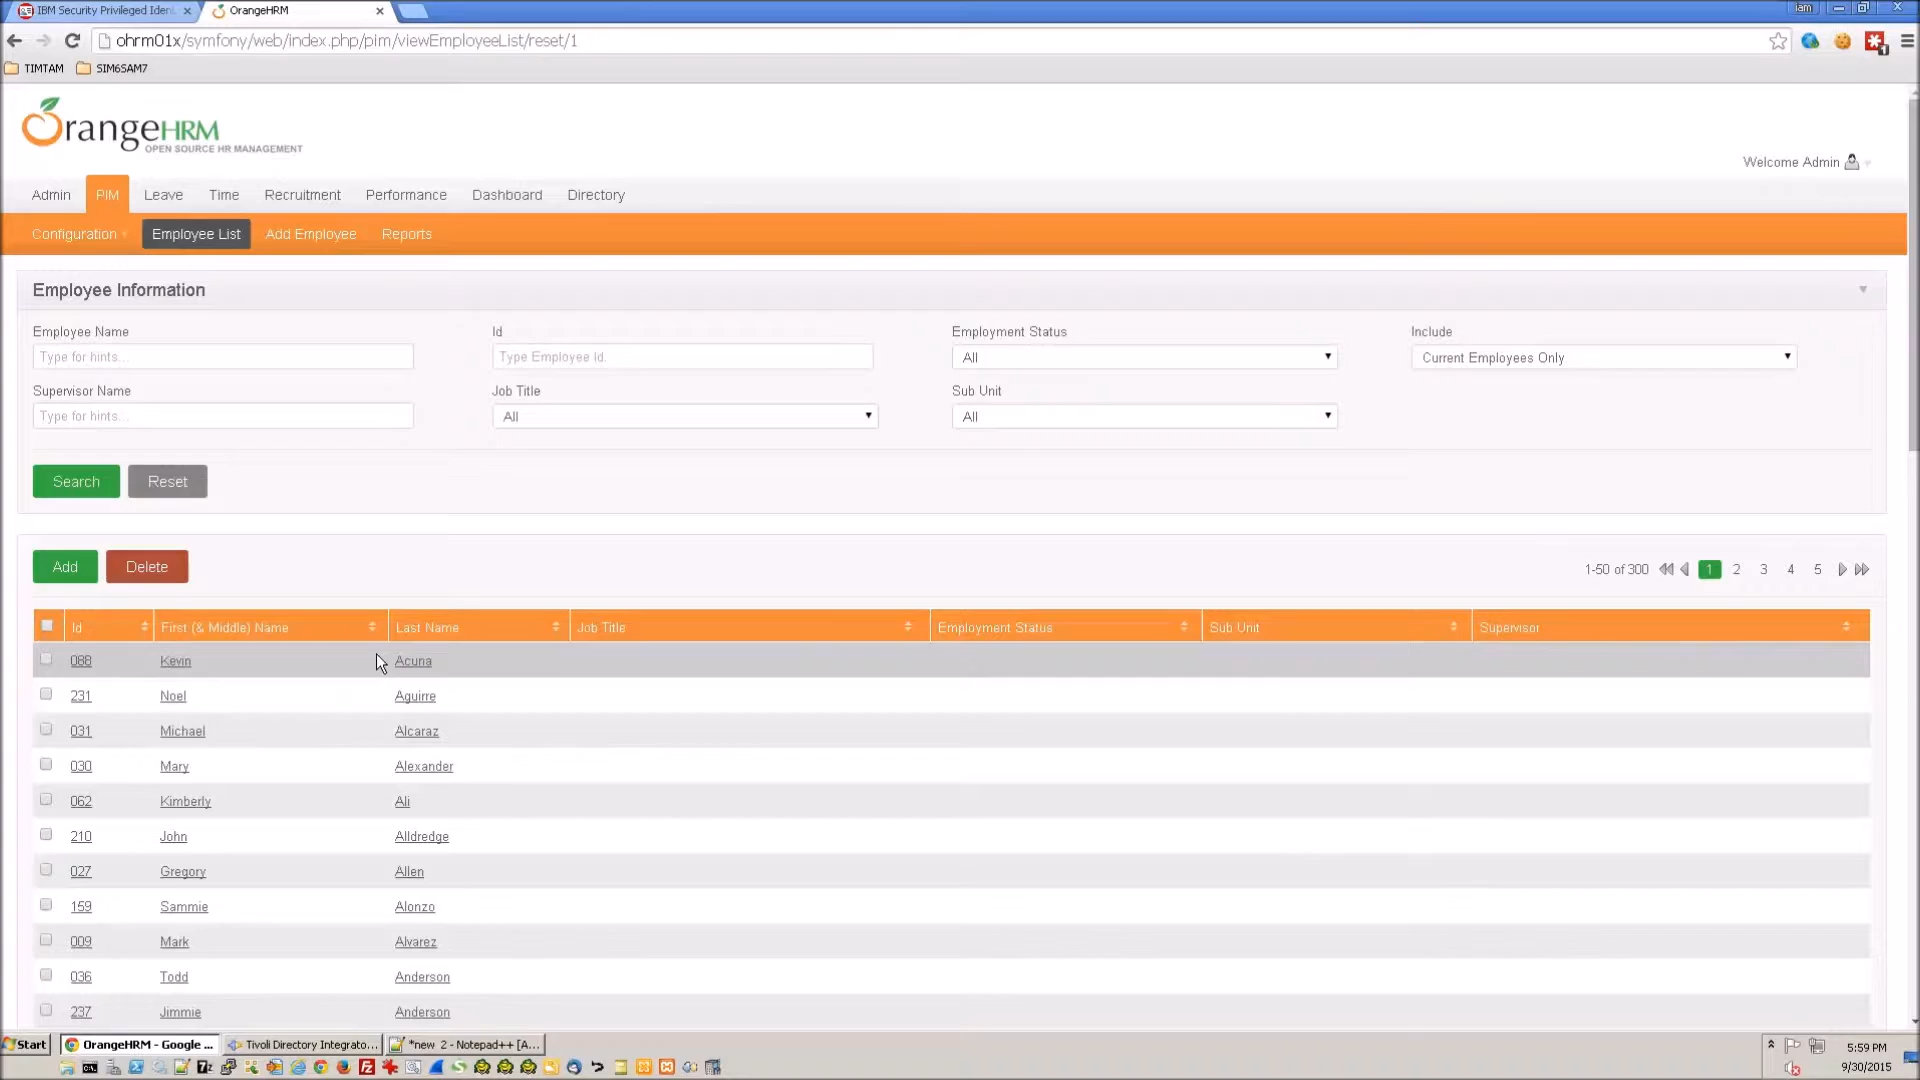 IBM Security Privileged Iden
OrangeHRM
iam
ohrm01x/symfony/web/index.php/pim/viewEmployeeList/reset/1
TIMTAM
SIM6SAM7
OrangeHRM
OPEN SOURCE HR MANAGEMENT
Welcome Admin
Admin PIM Leave Time Recruitment Performance Dashboard Directory
Configuration Employee List Add Employee Reports
Employee Information
Employee Name Id Employment Status Include
Type for hints... Type Employee Id. All Current Employees Only
Supervisor Name Job Title Sub Unit
Type for hints... All All
Search Reset
Add Delete 1-50 of 300 1 2 3 4 5
Id First (& Middle) Name Last Name Job Title Employment Status Sub Unit Supervisor
088 Kevin Acuna
231 Noel Aguirre
031 Michael Alcaraz
030 Mary Alexander
062 Kimberly Ali
210 John Alldredge
027 Gregory Allen
159 Sammie Alonzo
009 Mark Alvarez
036 Todd Anderson
237 Jimmie Anderson
Start OrangeHRM - Google ... Tivoli Directory Integrato... *new 2 - Notepad++ [A...
5:59 PM
9/30/2015